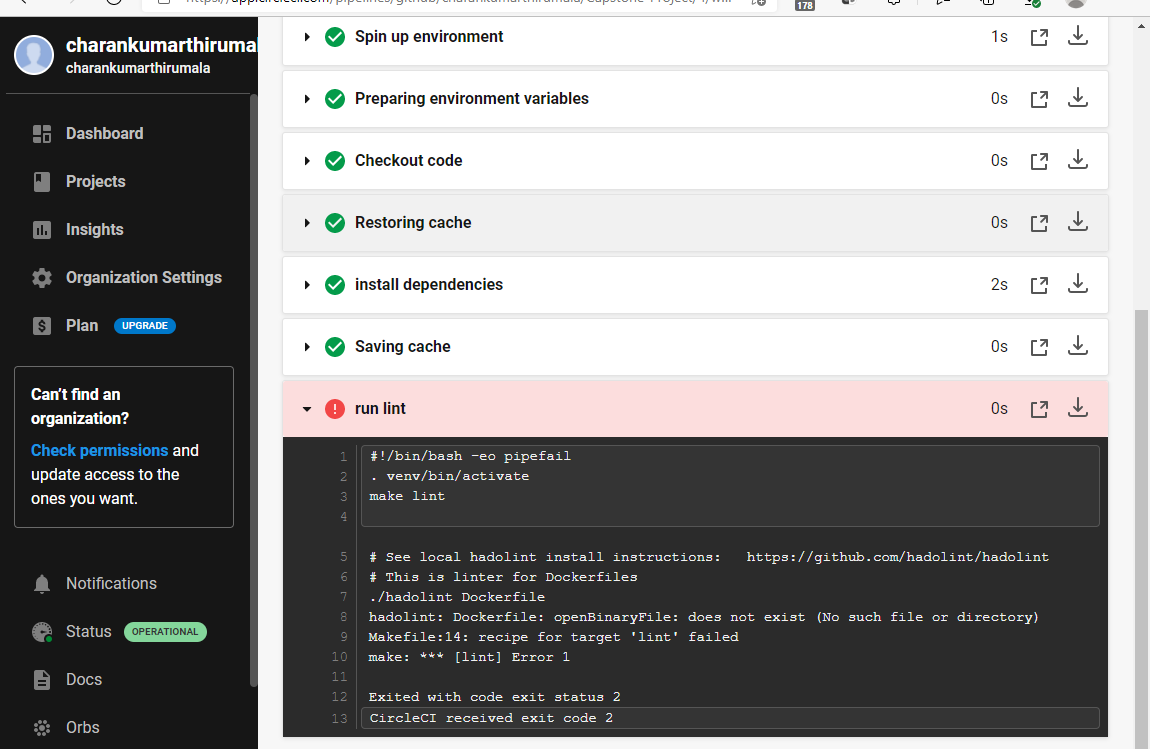 178
charankumarthirumal
charankumarthirumala
Dashboard
Projects
Insights
Organization Settings
Plan UPGRADE
Can't find an
organization?
Check permissions and
update access to the
ones you want.
Notifications
Status OPERATIONAL
Docs
Orbs
Spin up environment 1s
Preparing environment variables 0s
Checkout code 0s
Restoring cache 0s
install dependencies 2s
Saving cache 0s
run lint 0s
1 #!/bin/bash -eo pipefail
2 . venv/bin/activate
3 make lint
4
5 # See local hadolint install instructions: https://github.com/hadolint/hadolint
6 # This is linter for Dockerfiles
7 ./hadolint Dockerfile
8 hadolint: Dockerfile: openBinaryFile: does not exist (No such file or directory)
9 Makefile:14: recipe for target 'lint' failed
10 make: *** [lint] Error 1
11
12 Exited with code exit status 2
13 CircleCI received exit code 2